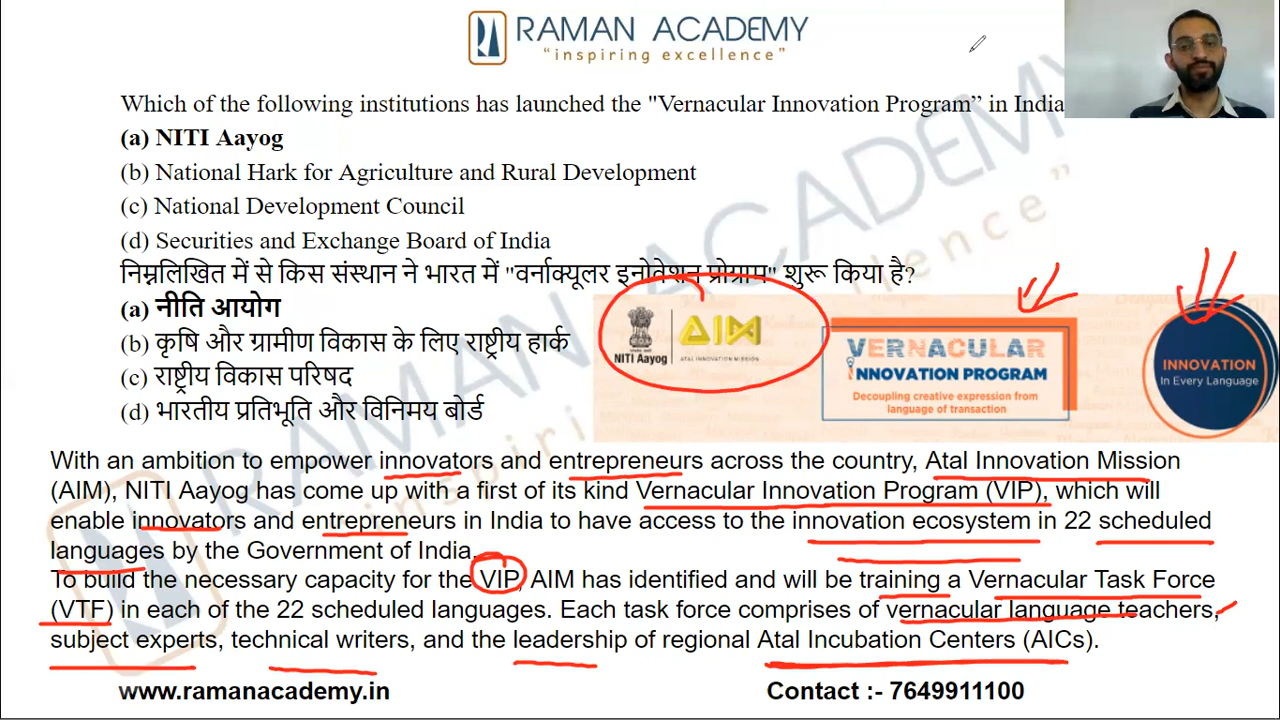 RAMAN ACADEMY
“inspiring excellence”
Which of the following institutions has launched the "Vernacular Innovation Program” in India
(a) NITI Aayog
(b) National Hark for Agriculture and Rural Development
(c) National Development Council
(d) Securities and Exchange Board of India
निम्नलिखित में से किस संस्थान ने भारत में "वर्नाक्यूलर इनोवेशन प्रोग्राम" शुरू किया है?
(a) नीति आयोग
(b) कृषि और ग्रामीण विकास के लिए राष्ट्रीय हार्क
(c) राष्ट्रीय विकास परिषद
(d) भारतीय प्रतिभूति और विनिमय बोर्ड
NITI Aayog
AIM
ATAL INNOVATION MISSION
VERNACULAR
INNOVATION PROGRAM
Decoupling creative expression from
language of transaction
INNOVATION
In Every Language
With an ambition to empower innovators and entrepreneurs across the country, Atal Innovation Mission
(AIM), NITI Aayog has come up with a first of its kind Vernacular Innovation Program (VIP), which will
enable innovators and entrepreneurs in India to have access to the innovation ecosystem in 22 scheduled
languages by the Government of India.
To build the necessary capacity for the VIP, AIM has identified and will be training a Vernacular Task Force
(VTF) in each of the 22 scheduled languages. Each task force comprises of vernacular language teachers,
subject experts, technical writers, and the leadership of regional Atal Incubation Centers (AICs).
www.ramanacademy.in
Contact :- 7649911100
RAMAN ACADEMY
“inspiring excellence”